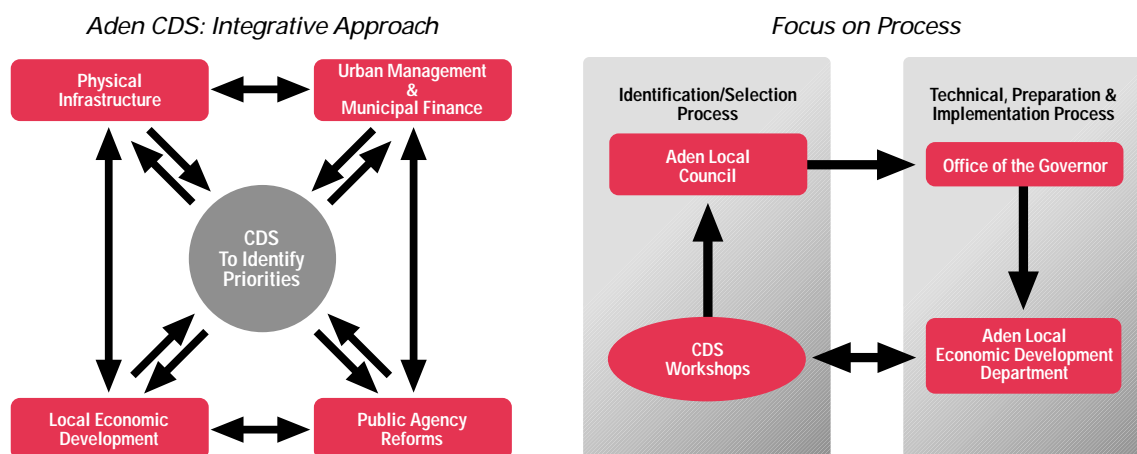 Aden CDS: Integrative Approach
Physical
Infrastructure
Urban Management
&
Municipal Finance
CDS
To Identify
Priorities
Local Economic
Development
Public Agency
Reforms
Focus on Process
Identification/Selection
Process
Aden Local
Council
CDS
Workshops
Technical, Preparation &
Implementation Process
Office of the Governor
Aden Local
Economic Development
Department